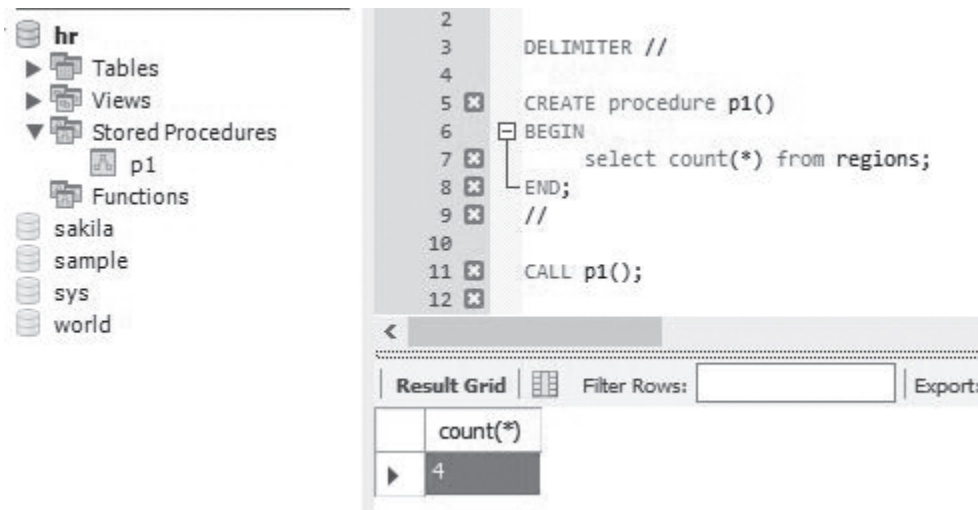 hr
Tables
Views
Stored Procedures
p1
Functions
sakila
sample
sys
world
2
3 DELIMITER //
4
5 CREATE procedure p1()
6 BEGIN
7 select count(*) from regions;
8 END;
9 //
10
11 CALL p1();
12
Result Grid Filter Rows: Export:
count(*)
4